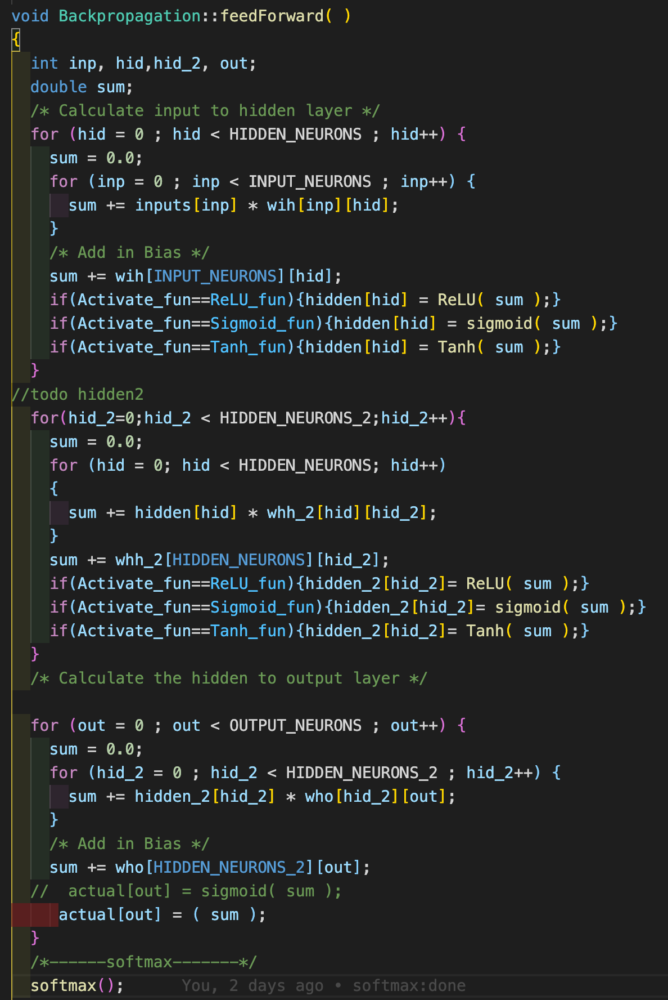 void Backpropagation::feedForward( )
{
int inp, hid,hid_2, out;
double sum;
/* Calculate input to hidden layer */
for (hid = 0 ; hid < HIDDEN_NEURONS ; hid++) {
sum = 0.0;
for (inp = 0 ; inp < INPUT_NEURONS ; inp++) {
sum += inputs[inp] * wih[inp][hid];
}
/* Add in Bias */
sum += wih[INPUT_NEURONS][hid];
if(Activate_fun==ReLU_fun){hidden[hid] = ReLU( sum );}
if(Activate_fun==Sigmoid_fun){hidden[hid] = sigmoid( sum );}
if(Activate_fun==Tanh_fun){hidden[hid] = Tanh( sum );}
}
//todo hidden2
for(hid_2=0;hid_2 < HIDDEN_NEURONS_2;hid_2++){
sum = 0.0;
for (hid = 0; hid < HIDDEN_NEURONS; hid++)
{
sum += hidden[hid] * whh_2[hid][hid_2];
}
sum += whh_2[HIDDEN_NEURONS][hid_2];
if(Activate_fun==ReLU_fun){hidden_2[hid_2]= ReLU( sum );}
if(Activate_fun==Sigmoid_fun){hidden_2[hid_2]= sigmoid( sum );}
if(Activate_fun==Tanh_fun){hidden_2[hid_2]= Tanh( sum );}
}
/* Calculate the hidden to output layer */
for (out = 0 ; out < OUTPUT_NEURONS ; out++) {
sum = 0.0;
for (hid_2 = 0 ; hid_2 < HIDDEN_NEURONS_2 ; hid_2++) {
sum += hidden_2[hid_2] * who[hid_2][out];
}
/* Add in Bias */
sum += who[HIDDEN_NEURONS_2][out];
//  actual[out] = sigmoid( sum );
actual[out] = ( sum );
}
/*------softmax-------*/
softmax(); You, 2 days ago • softmax:done